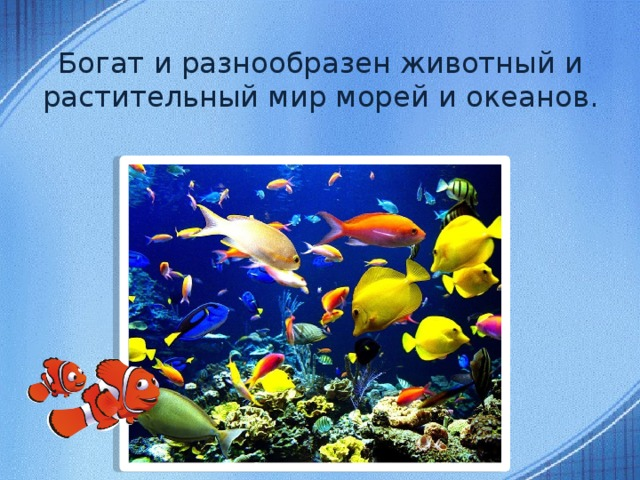 Богат и разнообразен животный и
растительный мир морей и океанов.